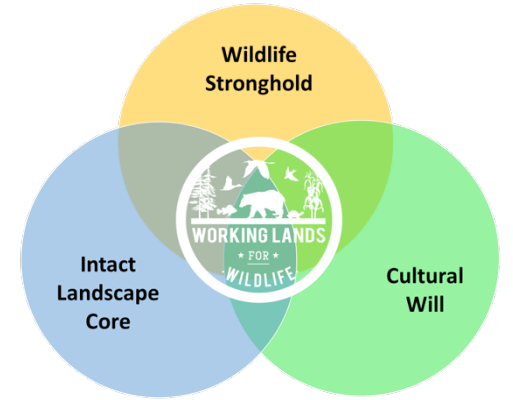 Wildlife
Stronghold
WORKING LANDS
FOR
WILDLIFE
Intact
Landscape
Core
Cultural
Will